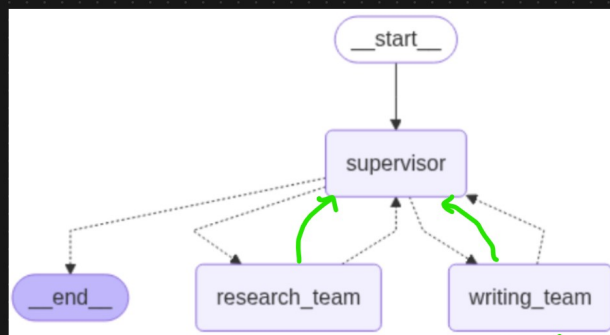 __start__
supervisor
research_team
writing_team
__end__